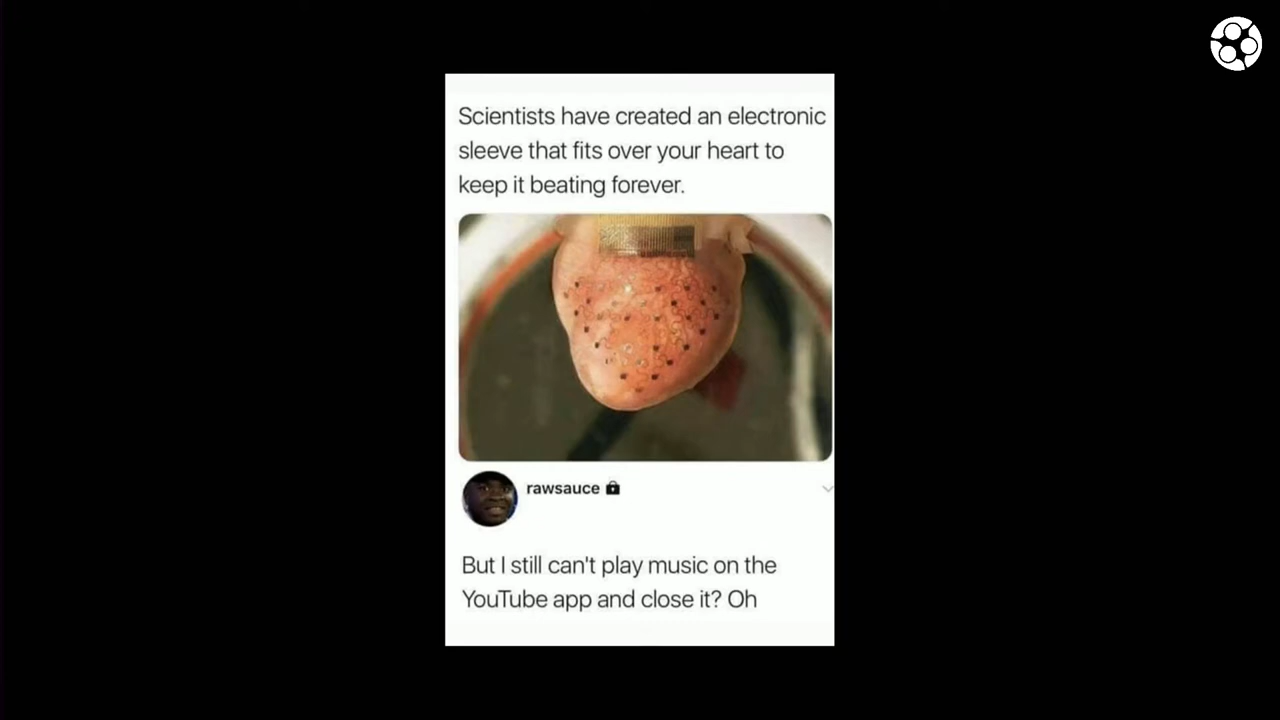 Scientists have created an electronic
sleeve that fits over your heart to
keep it beating forever.
rawsauce
But I still can't play music on the
YouTube app and close it? Oh